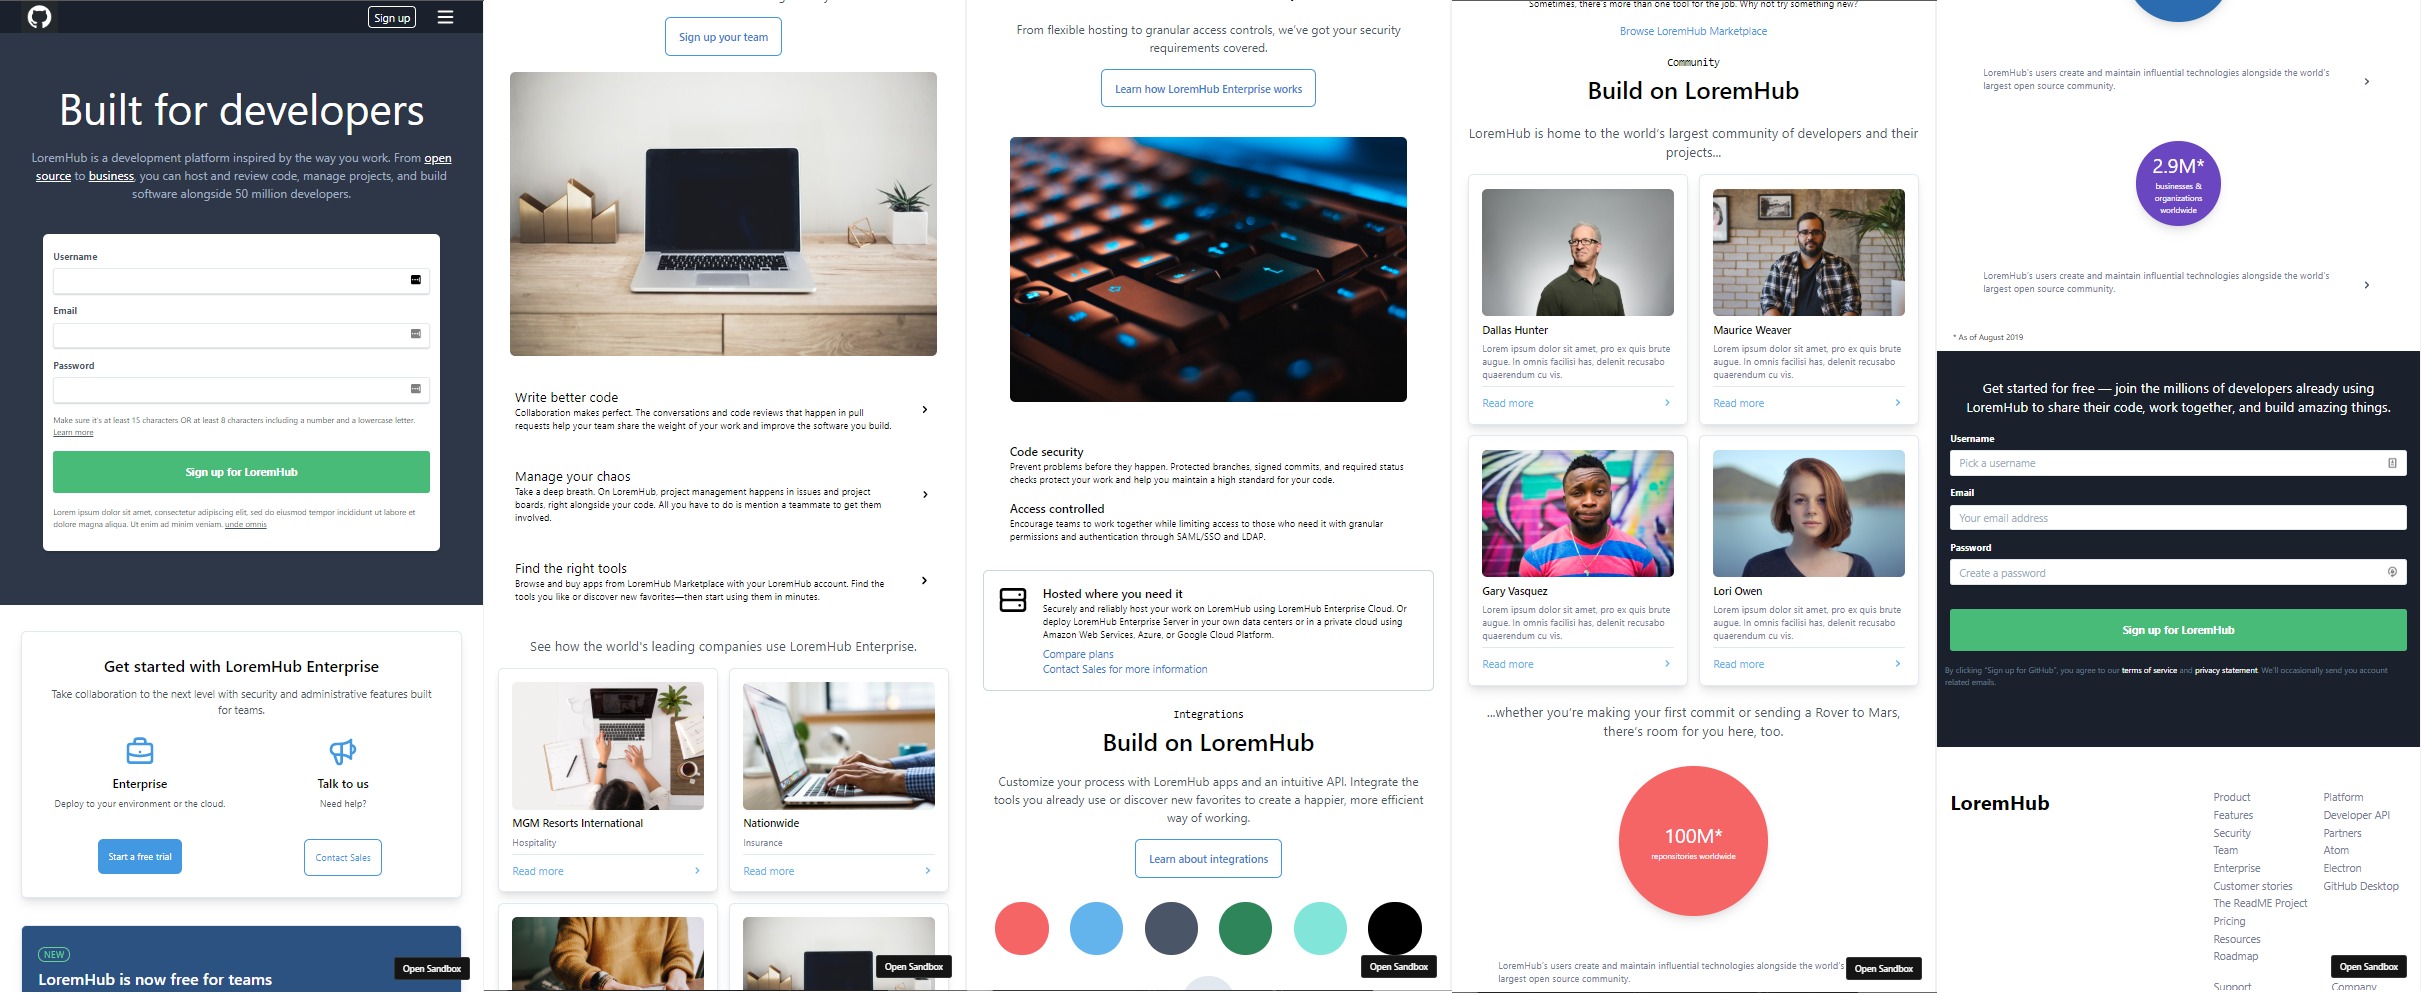 Sign up
Built for developers
LoremHub is a development platform inspired by the way you work. From open
source to business, you can host and review code, manage projects, and build
software alongside 50 million developers.
Username
Email
Password
Make sure it's at least 15 characters OR at least 8 characters including a number and a lowercase letter.
Learn more
Sign up for LoremHub
Lorem ipsum dolor sit amet, consectetur adipiscing elit, sed do eiusmod tempor incididunt ut labore et
dolore magna aliqua. Ut enim ad minim veniam. unde omnis
Get started with LoremHub Enterprise
Take collaboration to the next level with security and administrative features built
for teams.
Enterprise
Deploy to your environment or the cloud.
Start a free trial
Talk to us
Need help?
Contact Sales
NEW
LoremHub is now free for teams
Open Sandbox
Sign up your team
Write better code
Collaboration makes perfect. The conversations and code reviews that happen in pull
requests help your team share the weight of your work and improve the software you build.
Manage your chaos
Take a deep breath. On LoremHub, project management happens in issues and project
boards, right alongside your code. All you have to do is mention a teammate to get them
involved.
Find the right tools
Browse and buy apps from LoremHub Marketplace with your LoremHub account. Find the
tools you like or discover new favorites—then start using them in minutes.
See how the world's leading companies use LoremHub Enterprise.
MGM Resorts International
Hospitality
Read more
Nationwide
Insurance
Read more
Open Sandbox
From flexible hosting to granular access controls, we've got your security
requirements covered.
Learn how LoremHub Enterprise works
Code security
Prevent problems before they happen. Protected branches, signed commits, and required status
checks protect your work and help you maintain a high standard for your code.
Access controlled
Encourage teams to work together while limiting access to those who need it with granular
permissions and authentication through SAML/SSO and LDAP.
Hosted where you need it
Securely and reliably host your work on LoremHub using LoremHub Enterprise Cloud. Or
deploy LoremHub Enterprise Server in your own data centers or in a private cloud using
Amazon Web Services, Azure, or Google Cloud Platform.
Compare plans
Contact Sales for more information
Integrations
Build on LoremHub
Customize your process with LoremHub apps and an intuitive API. Integrate the
tools you already use or discover new favorites to create a happier, more efficient
way of working.
Learn about integrations
Open Sandbox
Sometimes, there's more than one tool for the job. Why not try something new?
Browse LoremHub Marketplace
Community
Build on LoremHub
LoremHub is home to the world's largest community of developers and their
projects...
Dallas Hunter
Lorem ipsum dolor sit amet, pro ex quis brute
augue. In omnis facilisi has, delenit recusabo
quaerendum cu vis.
Read more
Maurice Weaver
Lorem ipsum dolor sit amet, pro ex quis brute
augue. In omnis facilisi has, delenit recusabo
quaerendum cu vis.
Read more
Gary Vasquez
Lorem ipsum dolor sit amet, pro ex quis brute
augue. In omnis facilisi has, delenit recusabo
quaerendum cu vis.
Read more
Lori Owen
Lorem ipsum dolor sit amet, pro ex quis brute
augue. In omnis facilisi has, delenit recusabo
quaerendum cu vis.
Read more
...whether you're making your first commit or sending a Rover to Mars,
there's room for you here, too.
100M*
reponsitories worldwide
LoremHub's users create and maintain influential technologies alongside the world's
largest open source community.
Open Sandbox
LoremHub's users create and maintain influential technologies alongside the world's
largest open source community.
2.9M*
businesses &
organizations
worldwide
LoremHub's users create and maintain influential technologies alongside the world's
largest open source community.
* As of August 2019
Get started for free — join the millions of developers already using
LoremHub to share their code, work together, and build amazing things.
Username
Pick a username
Email
Your email address
Password
Create a password
Sign up for LoremHub
By clicking "Sign up for GitHub", you agree to our terms of service and privacy statement. We'll occasionally send you account
related emails.
LoremHub
Product
Features
Security
Team
Enterprise
Customer stories
The ReadME Project
Pricing
Resources
Roadmap
Support
Platform
Developer API
Partners
Atom
Electron
GitHub Desktop
Company
Open Sandbox